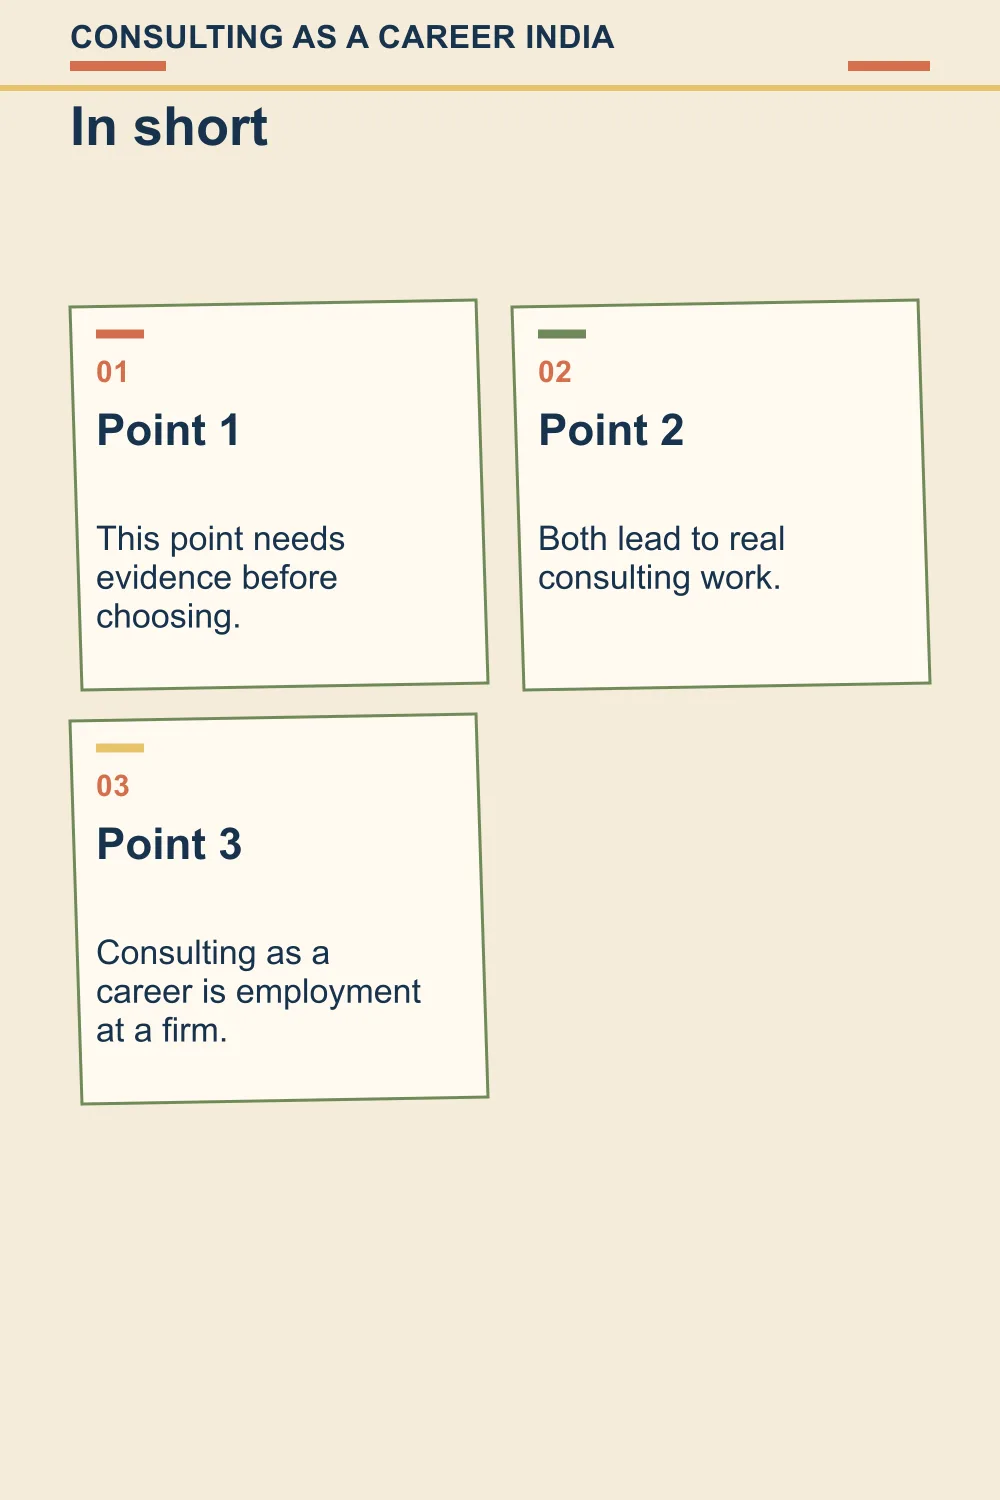 CONSULTING AS A CAREER INDIA
In short
01
Point 1
This point needs
evidence before
choosing.
02
Point 2
Both lead to real
consulting work.
03
Point 3
Consulting as a
career is employment
at a firm.